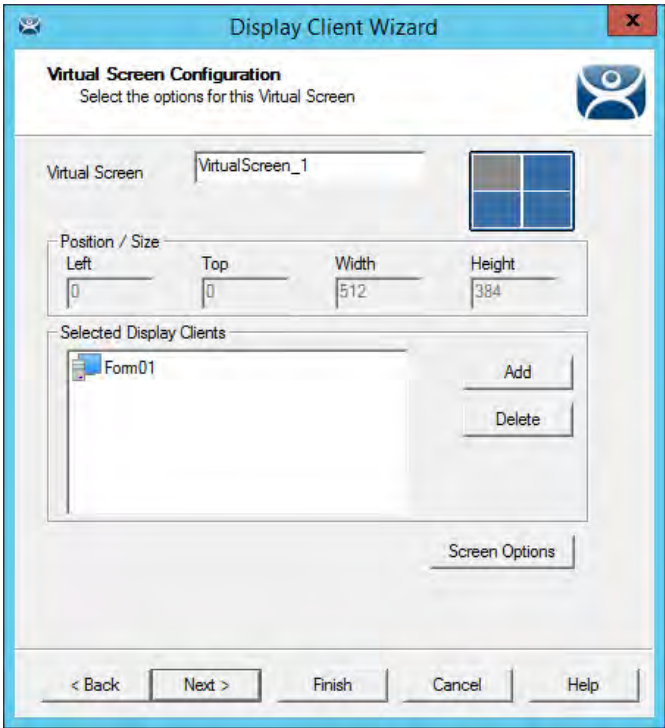 Display Client Wizard
x
Virtual Screen Configuration
Select the options for this Virtual Screen
Virtual Screen
VirtualScreen_1
Position / Size
Left Top Width Height
0 0 512 384
Selected Display Clients
Form01
Add
Delete
Screen Options
< Back Next > Finish Cancel Help